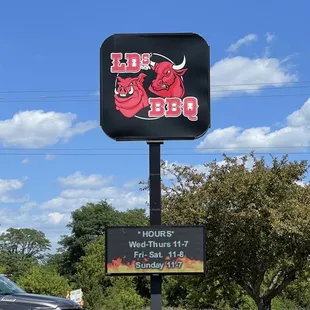 LDs'
BBQ
*HOURS*
Wed-Thurs 11-7
Fri-Sat 11-8
Sunday 11-7